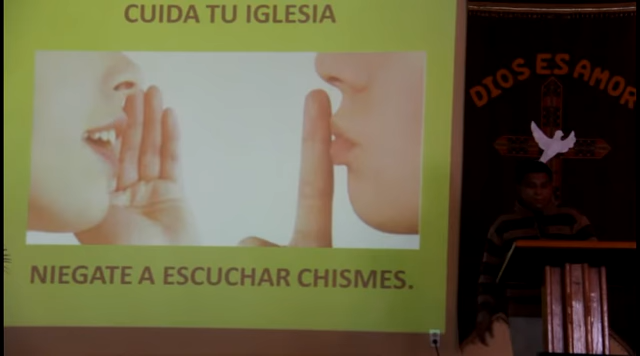 CUIDA TU IGLESIA
NIEGATE A ESCUCHAR CHISMES.
DIOS ES AMOR